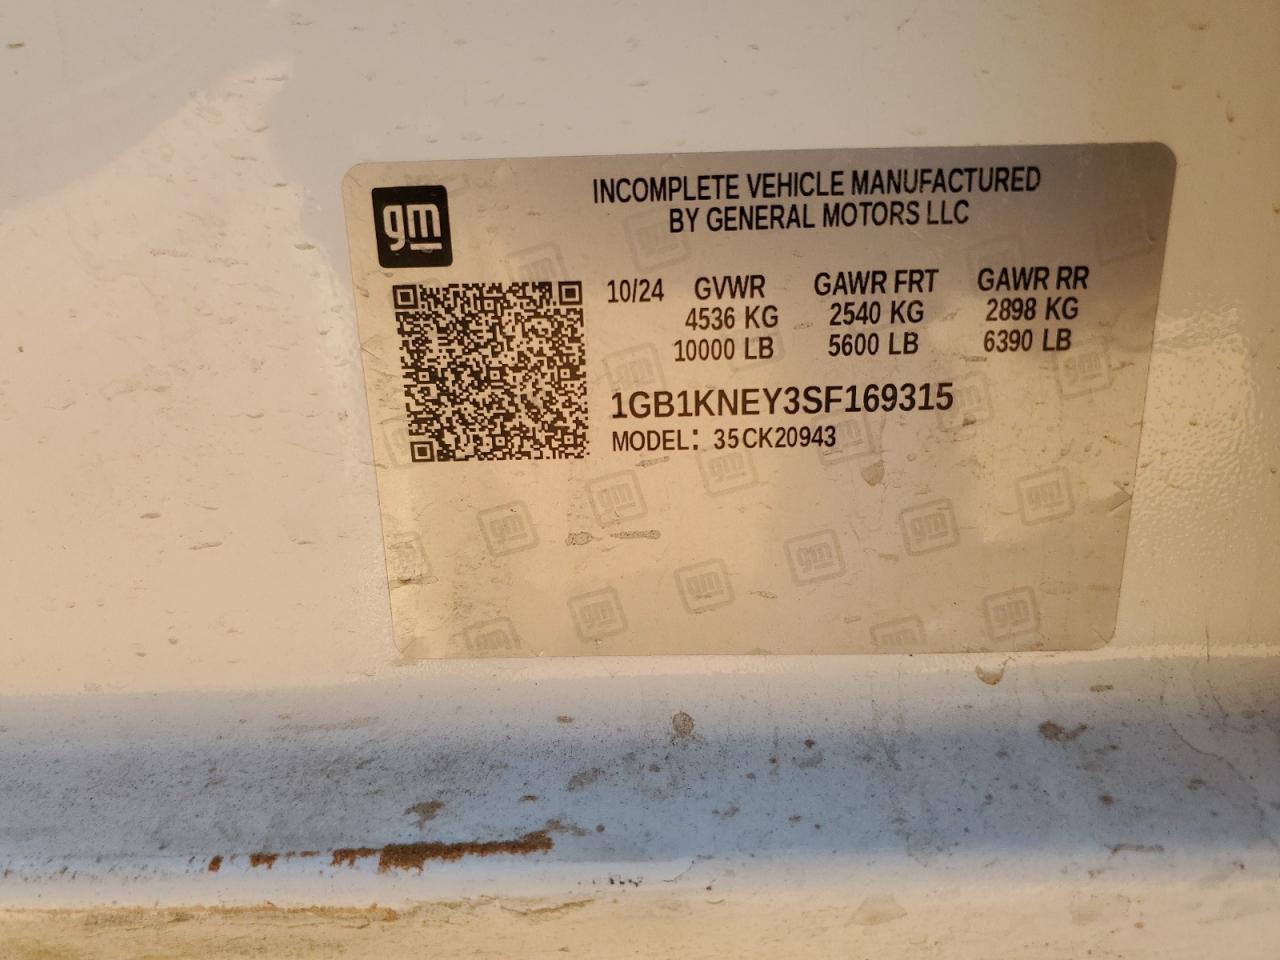 gm
INCOMPLETE VEHICLE MANUFACTURED
BY GENERAL MOTORS LLC
10/24 GVWR GAWR FRT GAWR RR
4536 KG 2540 KG 2898 KG
10000 LB 5600 LB 6390 LB
1GB1KNEY3SF169315
MODEL: 35CK20943